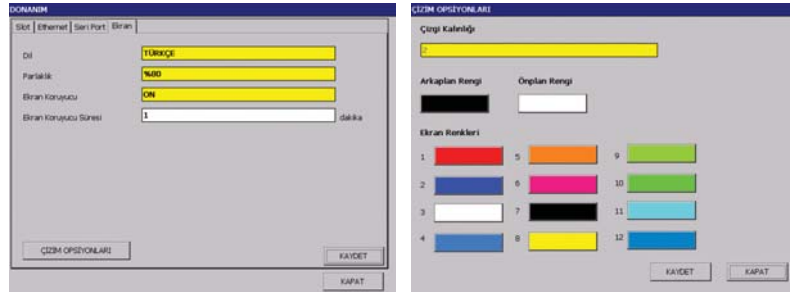 DONANIM
Slot Ethernet Seri Port Ekran
Dil TÜRKÇE
Parlaklık %80
Ekran Koruyucu ON
Ekran Koruyucu Süresi 1 dakika
ÇİZİM OPSİYONLARI
KAYDET
KAPAT
ÇİZİM OPSİYONLARI
Çizgi Kalınlığı
2
Arkaplan Rengi Önplan Rengi
Ekran Renkleri
1 5 9
2 6 10
3 7 11
4 8 12
KAYDET KAPAT